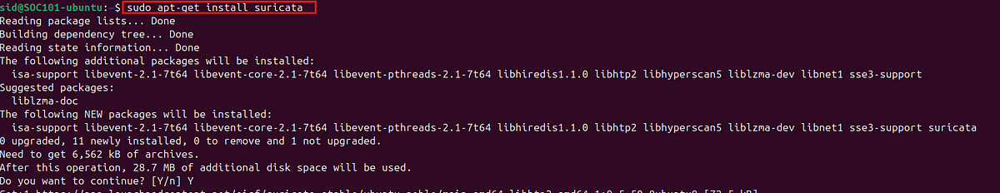 sid@SOC101-ubuntu:~$ sudo apt-get install suricata
Reading package lists... Done
Building dependency tree... Done
Reading state information... Done
The following additional packages will be installed:
isa-support libevent-2.1-7t64 libevent-core-2.1-7t64 libevent-pthreads-2.1-7t64 libhiredis1.1.0 libhtp2 libhyperscan5 liblzma-dev libnet1 sse3-support
Suggested packages:
liblzma-doc
The following NEW packages will be installed:
isa-support libevent-2.1-7t64 libevent-core-2.1-7t64 libevent-pthreads-2.1-7t64 libhiredis1.1.0 libhtp2 libhyperscan5 liblzma-dev libnet1 sse3-support suricata
0 upgraded, 11 newly installed, 0 to remove and 1 not upgraded.
Need to get 6,562 kB of archives.
After this operation, 28.7 MB of additional disk space will be used.
Do you want to continue? [Y/n] Y